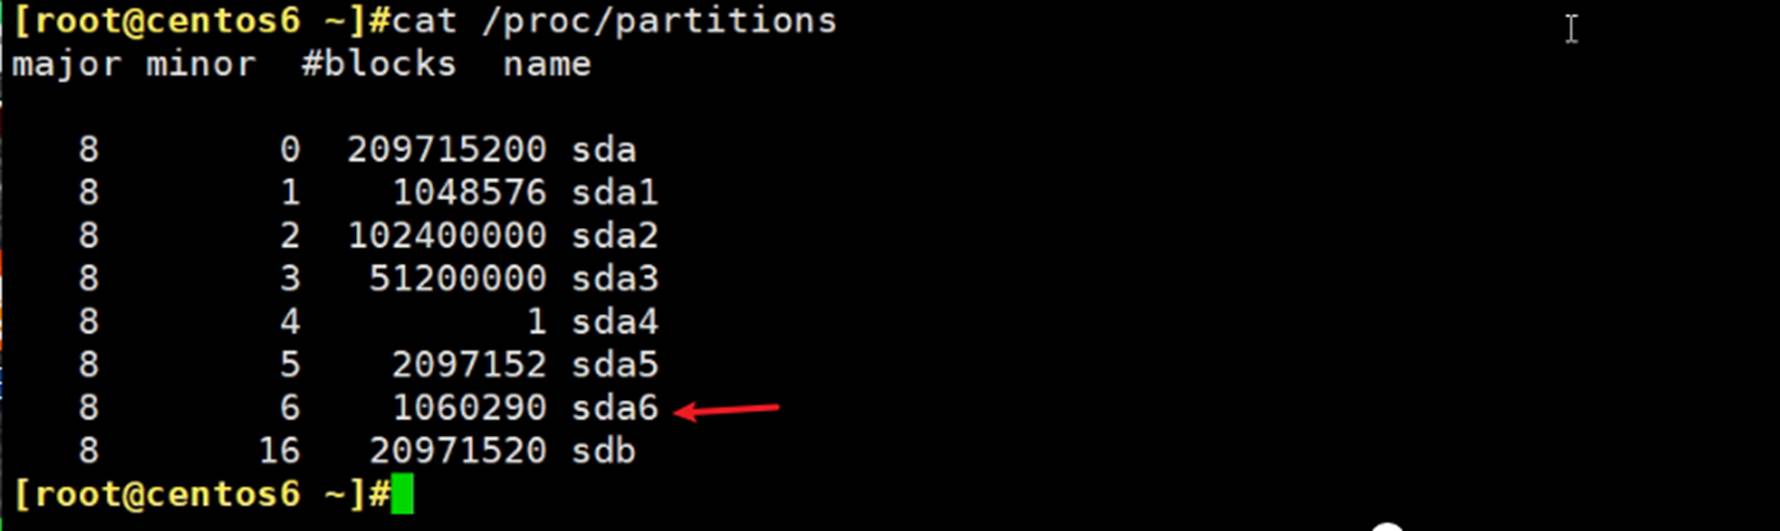 [root@centos6 ~]#cat /proc/partitions
major minor  #blocks  name
   8        0  209715200 sda
   8        1    1048576 sda1
   8        2  102400000 sda2
   8        3   51200000 sda3
   8        4          1 sda4
   8        5    2097152 sda5
   8        6    1060290 sda6
   8       16   20971520 sdb
[root@centos6 ~]#